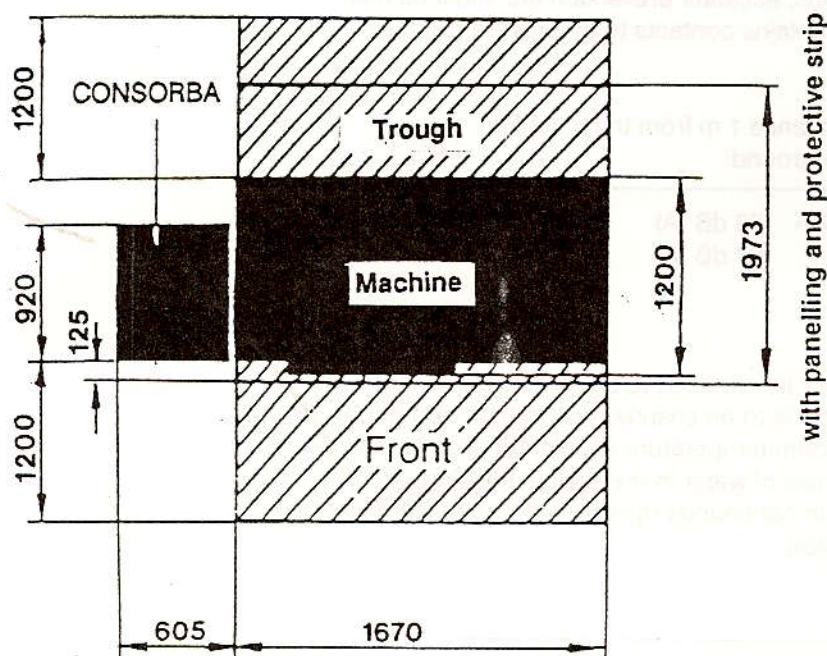 1200
CONSORBA
Trough
with panelling and protective strip
1973
1200
Machine
920
125
1200
Front
605
1670